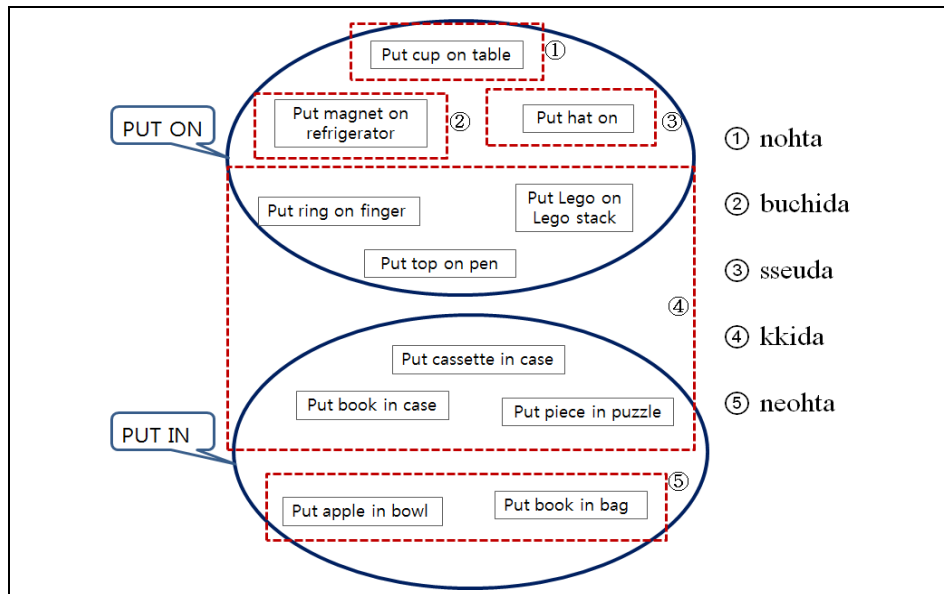 Put cup on table
①
Put magnet on
refrigerator
②
Put hat on
③
PUT ON
① nohta
Put ring on finger
Put Lego on
Lego stack
② buchida
Put top on pen
③ sseuda
④
④ kkida
Put cassette in case
Put book in case
Put piece in puzzle
⑤ neohta
PUT IN
⑤
Put apple in bowl
Put book in bag